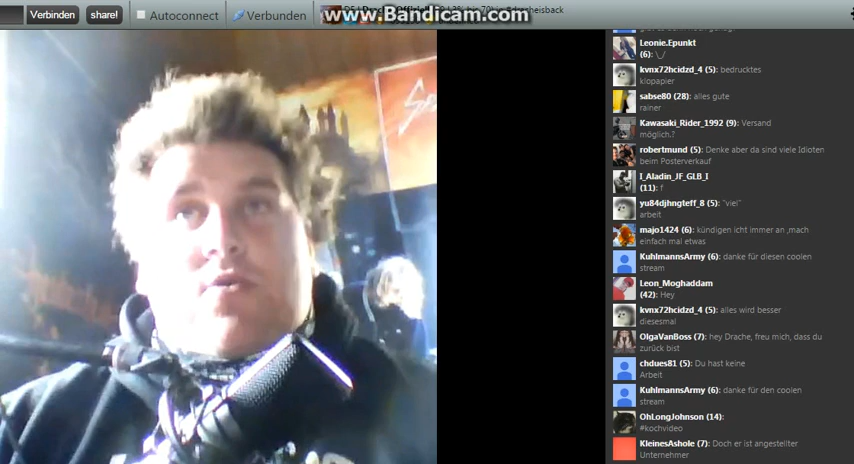 Verbinden share! Autoconnect Verbunden
www.Bandicam.com
Leonie.Epunkt
(6): \_/
kvnx72hcidzd_4 (5): bedrucktes
klopapier
sabse80 (28): alles gute
rainer
Kawasaki_Rider_1992 (9): Versand
möglich.?
robertmund (5): Denke aber da sind viele Idioten
beim Posterverkauf
I_Aladin_JF_GLB_I
(11): f
yu84djhngteff_8 (5): "viel"
arbeit
majo1424 (6): kündigen icht immer an ,mach
einfach mal etwas
KuhlmannsArmy (6): danke für diesen coolen
stream
Leon_Moghaddam
(42): Hey
kvnx72hcidzd_4 (5): alles wird besser
diesesmal
OlgaVanBoss (7): hey Drache, freu mich, dass du
zurück bist
chdues81 (5): Du hast keine
Arbeit
KuhlmannsArmy (6): danke für den coolen
stream
OhLongJohnson (14):
#kochvideo
KleinesAshole (7): Doch er ist angestellter
Unternehmer